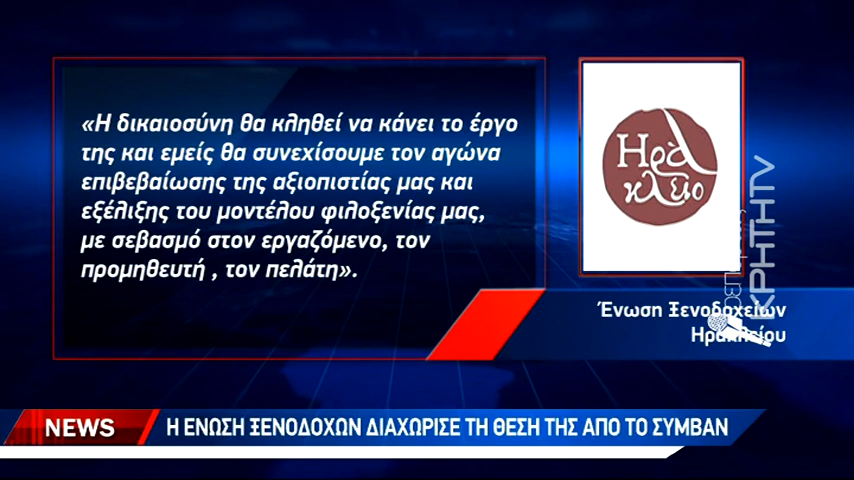 «Η δικαιοσύνη θα κληθεί να κάνει το έργο
της και εμείς θα συνεχίσουμε τον αγώνα
επιβεβαίωσης της αξιοπιστίας μας και
εξέλιξης του μοντέλου φιλοξενίας μας,
με σεβασμό στον εργαζόμενο, τον
προμηθευτή , τον πελάτη».
Ηρά
κλειο
ΚΡΗΤΗTV
Ένωση Ξενοδοχείων
Ηρακλείου
NEWS
Η ΕΝΩΣΗ ΞΕΝΟΔΟΧΩΝ ΔΙΑΧΩΡΙΣΕ ΤΗ ΘΕΣΗ ΤΗΣ ΑΠΟ ΤΟ ΣΥΜΒΑΝ